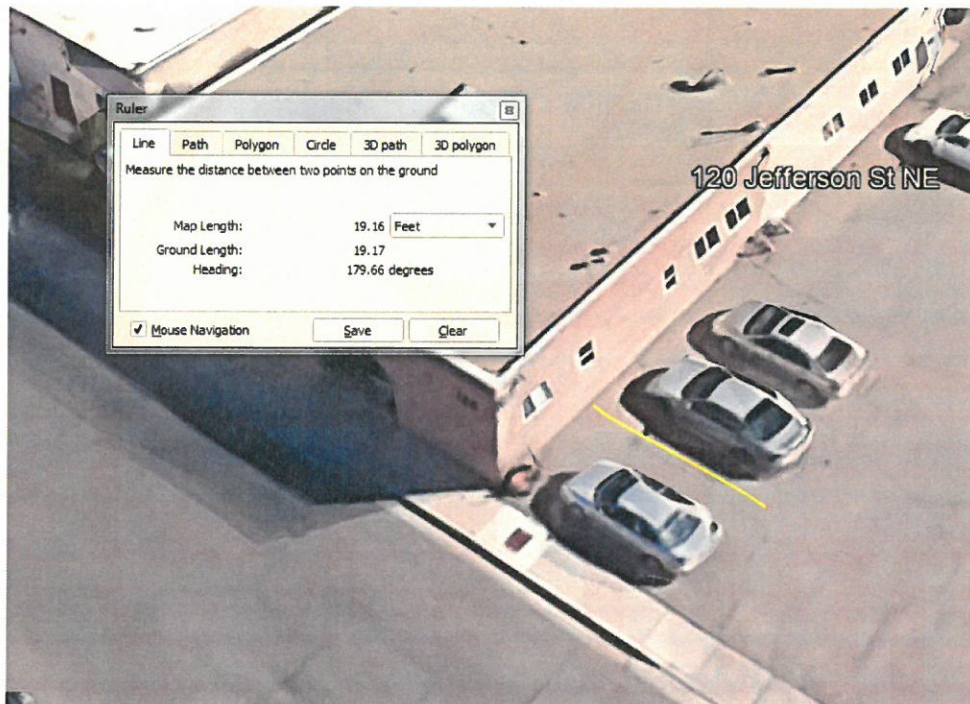 Ruler
Line Path Polygon Circle 3D path 3D polygon
Measure the distance between two points on the ground
Map Length: 19.16 Feet
Ground Length: 19.17
Heading: 179.66 degrees
Mouse Navigation Save Clear
120 Jefferson St NE